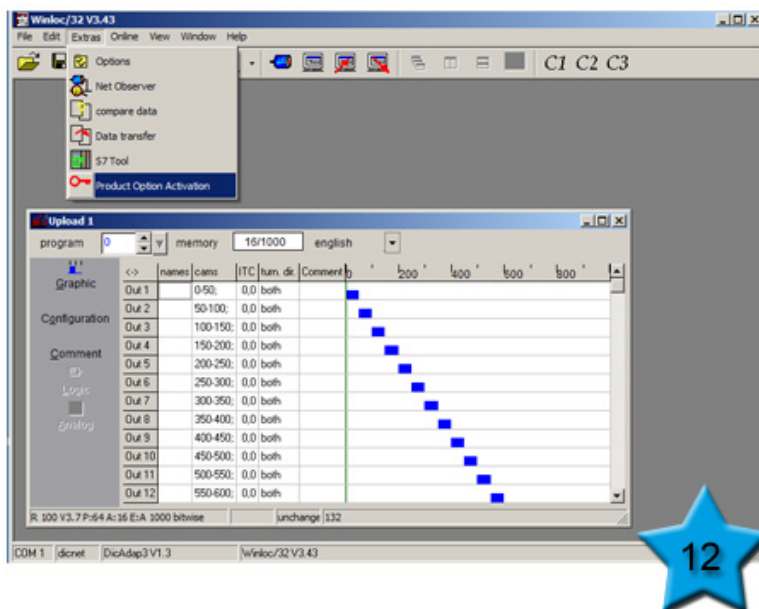 Winloc/32 V3.43
File Edit Extras Online View Window Help
Options
C1 C2 C3
Net Observer
compare data
Data transfer
S7 Tool
Product Option Activation
Upload 1
program 0 memory 16/1000 english
<-> names cams ITC turn. dir. Comment 0 200 400 600 800
Graphic
Configuration
Comment
Logic
Analog
Out 1 0-50; 0,0 both
Out 2 50-100; 0,0 both
Out 3 100-150; 0,0 both
Out 4 150-200; 0,0 both
Out 5 200-250; 0,0 both
Out 6 250-300; 0,0 both
Out 7 300-350; 0,0 both
Out 8 350-400; 0,0 both
Out 9 400-450; 0,0 both
Out 10 450-500; 0,0 both
Out 11 500-550; 0,0 both
Out 12 550-600; 0,0 both
R 100 V3.7 P:64 A:16 E:A 1000 bitwise unchange 132
COM 1 dicnet DicAdap3 V1.3 Winloc/32 V3.43
12